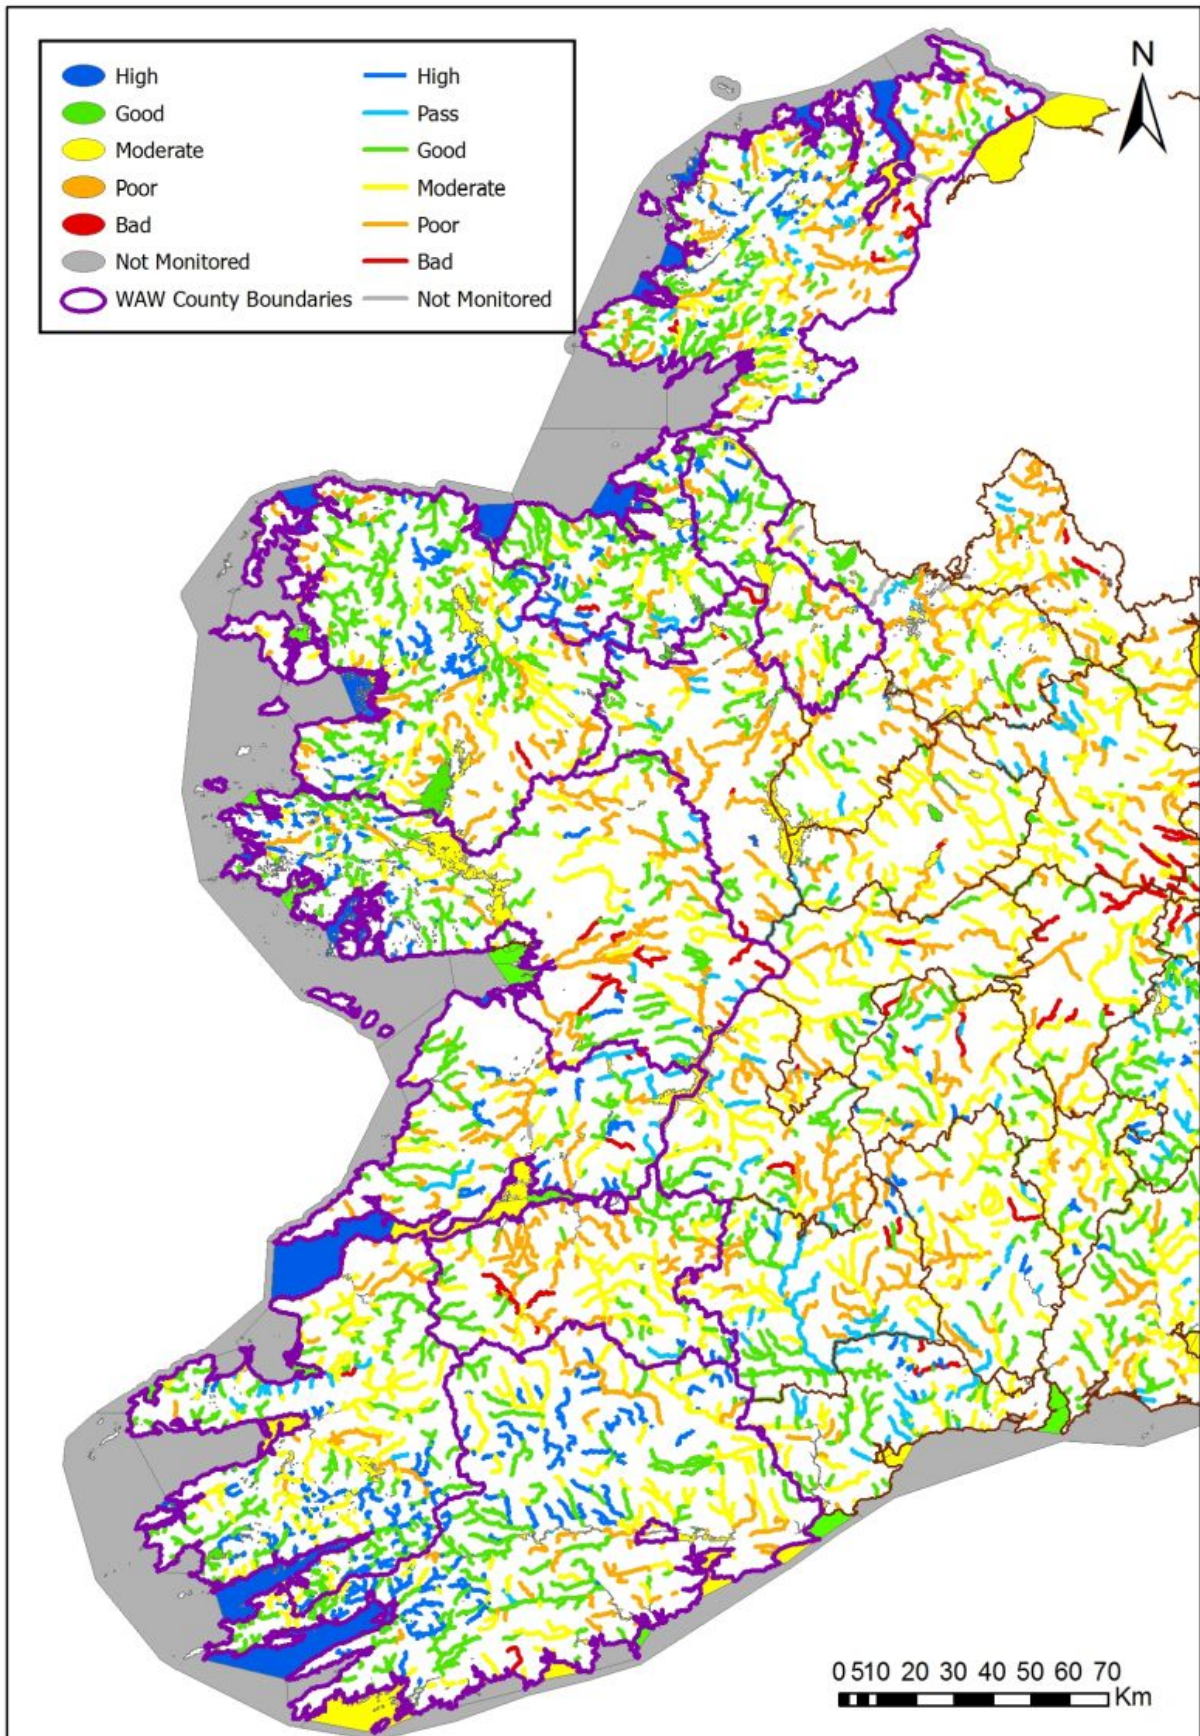 High High
Good Pass
Moderate Good
Poor Moderate
Bad Poor
Not Monitored Bad
WAW County Boundaries Not Monitored
N
0 5 10 20 30 40 50 60 70
Km